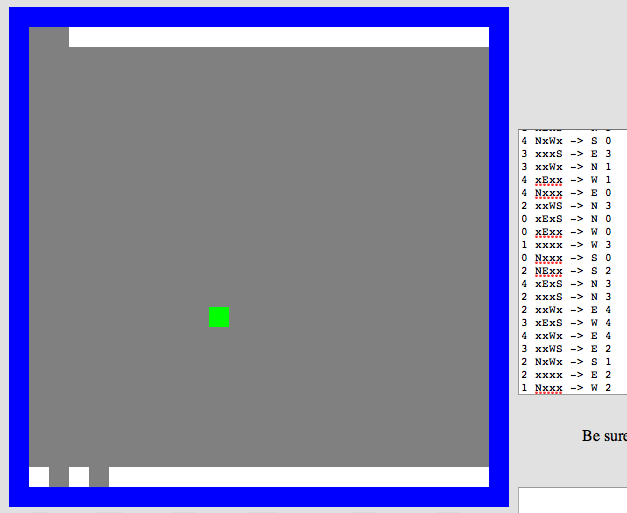 4 NxWx -> S 0
3 xxxS -> E 3
3 xxWx -> N 1
4 xExx -> W 1
4 Nxxx -> E 0
2 xxWS -> N 3
0 xExS -> N 0
0 xExx -> W 0
1 xxxx -> W 3
0 Nxxx -> S 0
2 NExx -> S 2
4 xExS -> N 3
2 xxxS -> N 3
2 xxWx -> E 4
3 xExS -> W 4
4 xxWx -> E 4
3 xxWS -> E 2
2 NxWx -> S 1
2 xxxx -> E 2
1 Nxxx -> W 2
Be sure